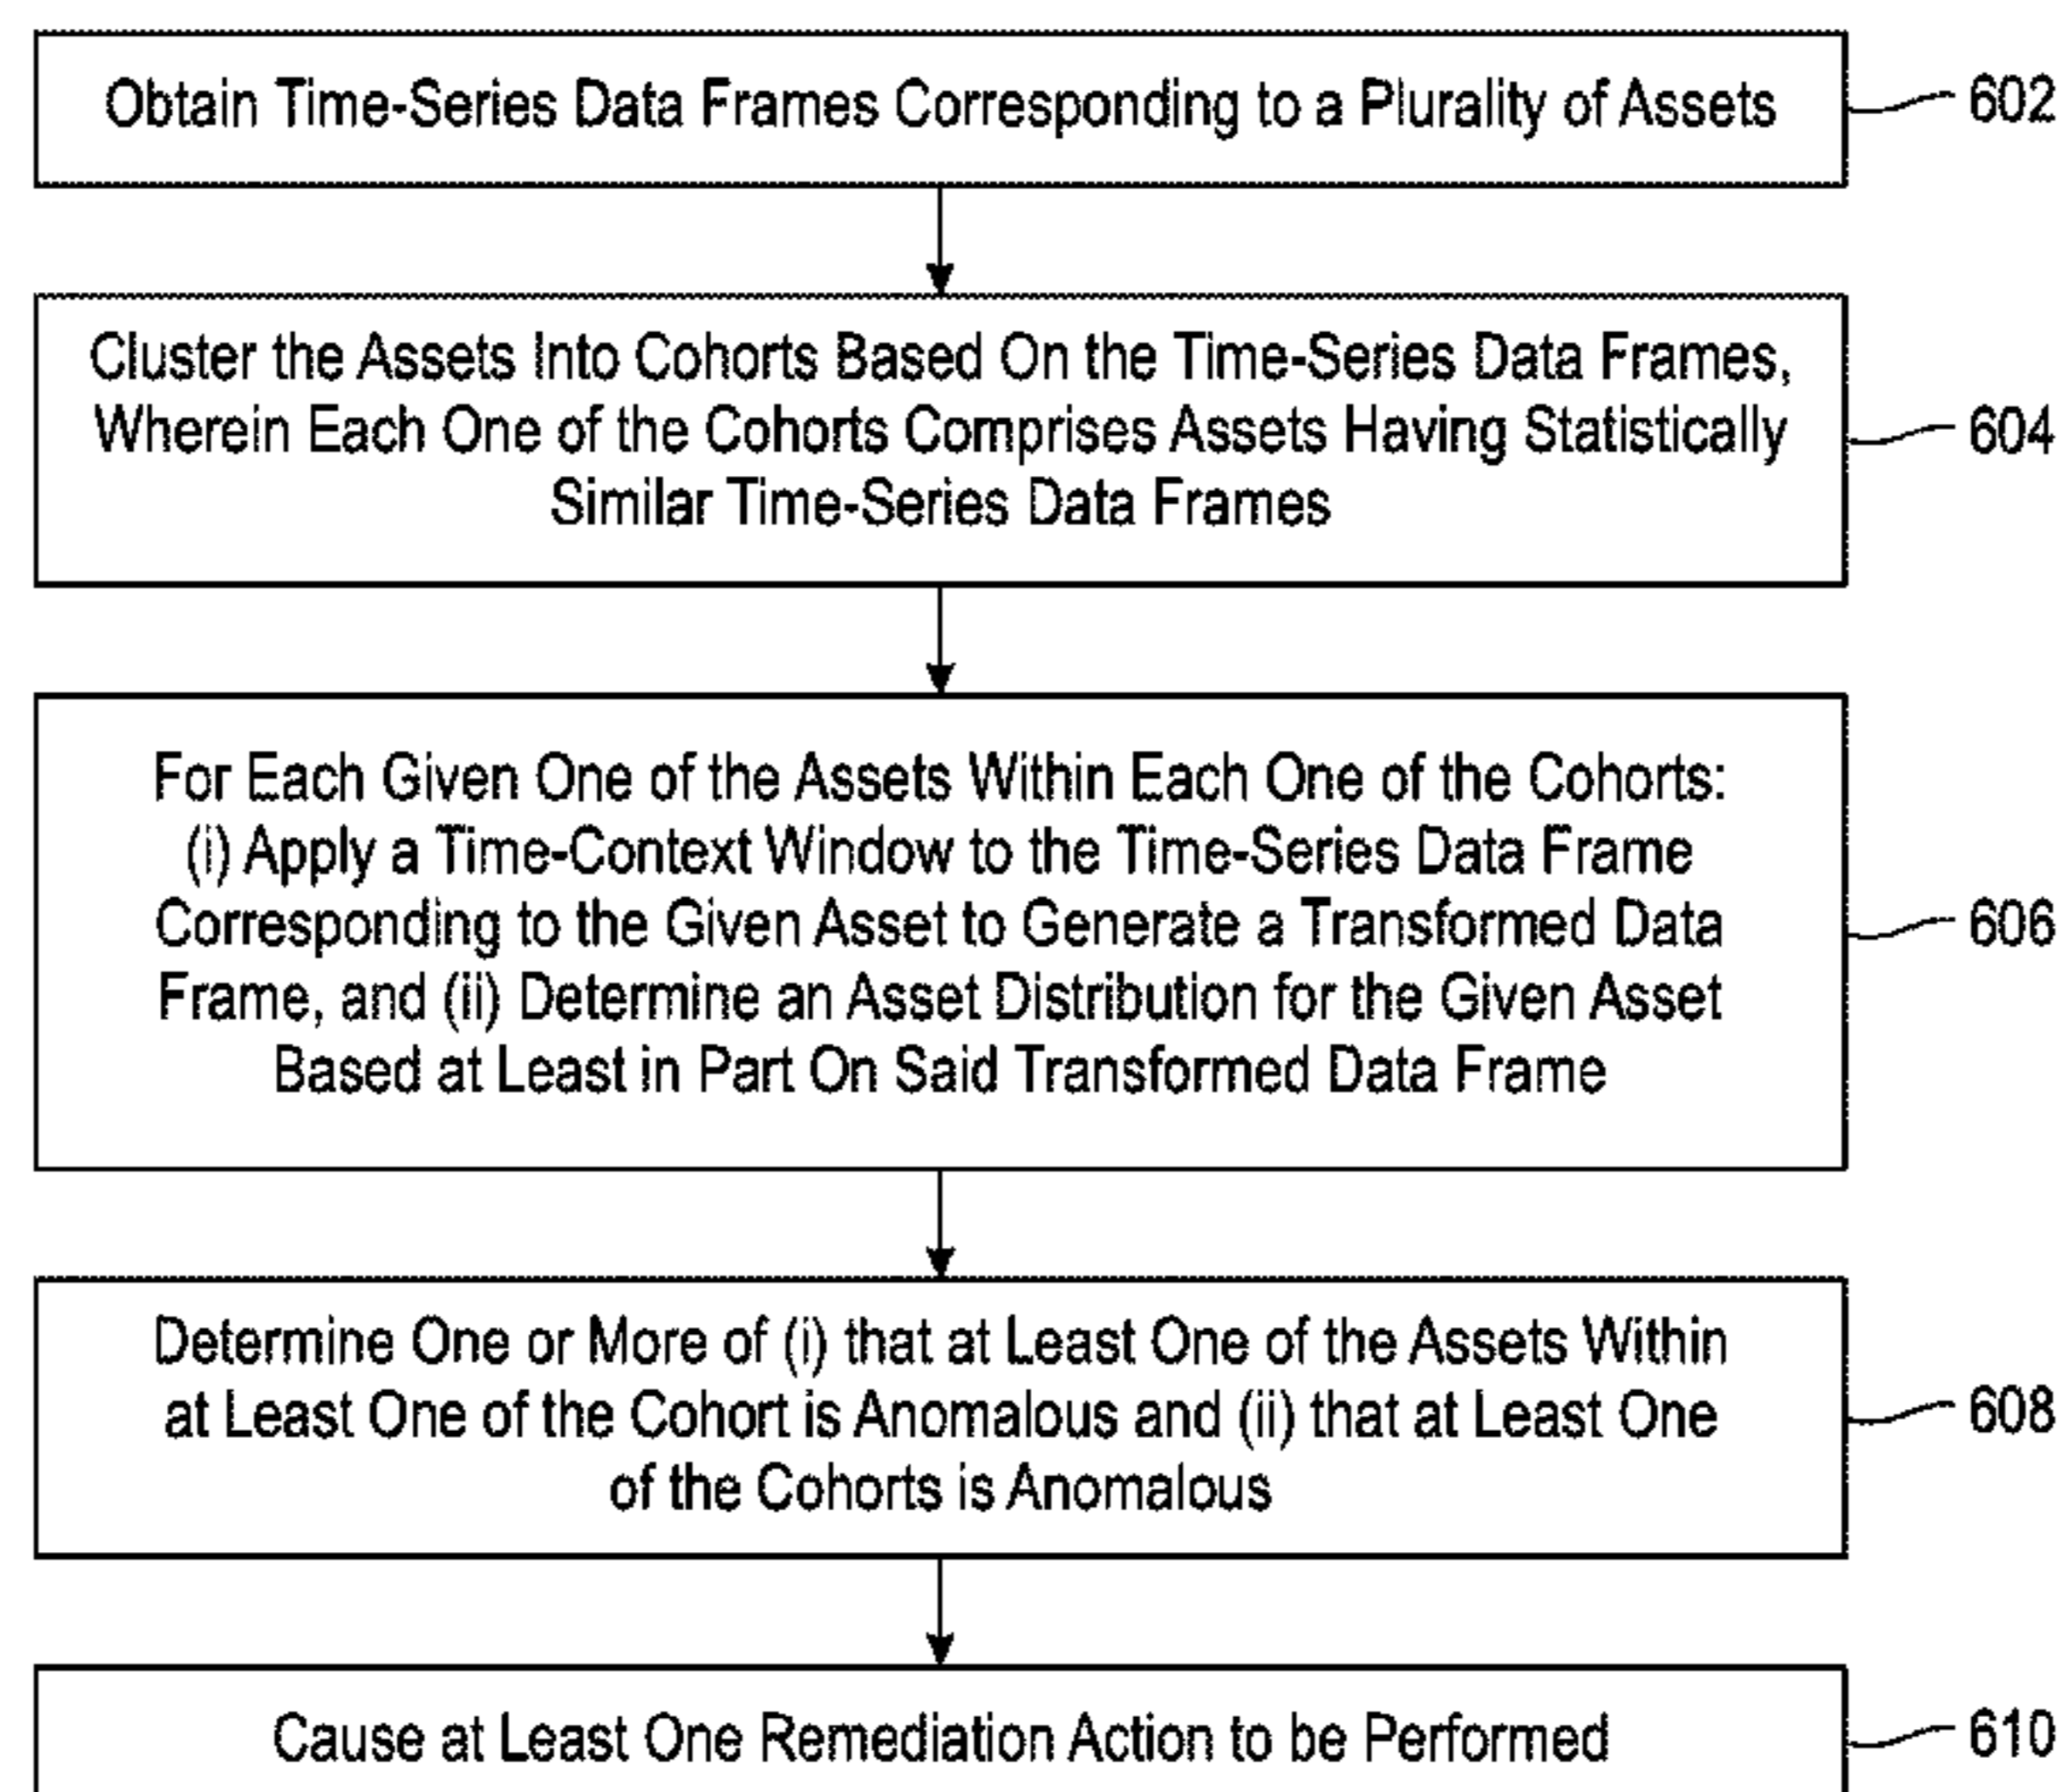 Obtain Time-Series Data Frames Corresponding to a Plurality of Assets
602
Cluster the Assets Into Cohorts Based On the Time-Series Data Frames,
Wherein Each One of the Cohorts Comprises Assets Having Statistically
Similar Time-Series Data Frames
604
For Each Given One of the Assets Within Each One of the Cohorts:
(i) Apply a Time-Context Window to the Time-Series Data Frame
Corresponding to the Given Asset to Generate a Transformed Data
Frame, and (ii) Determine an Asset Distribution for the Given Asset
Based at Least in Part On Said Transformed Data Frame
606
Determine One or More of (i) that at Least One of the Assets Within
at Least One of the Cohort is Anomalous and (ii) that at Least One
of the Cohorts is Anomalous
608
Cause at Least One Remediation Action to be Performed
610